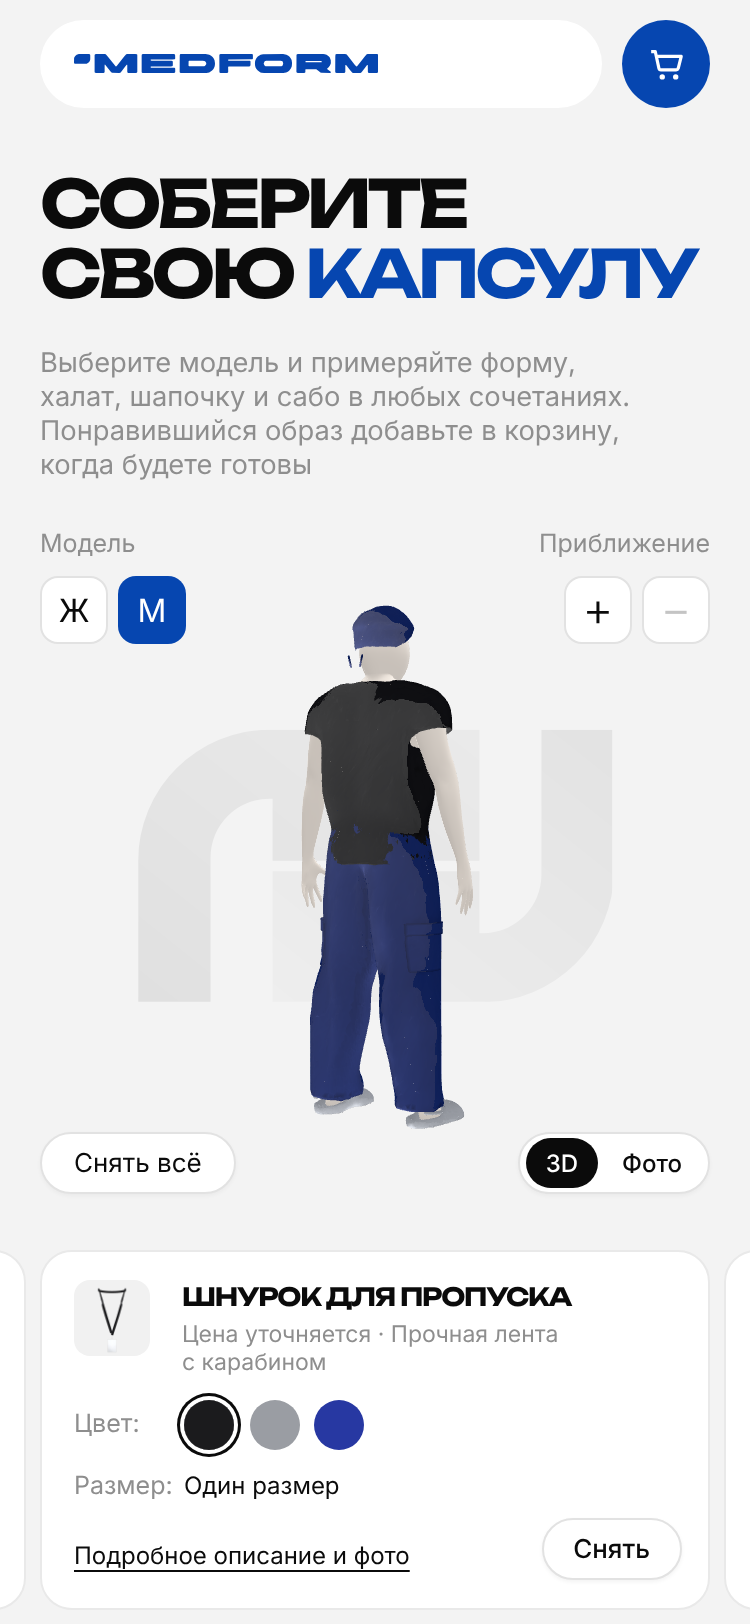 MEDFORM
СОБЕРИТЕ
СВОЮ КАПСУЛУ
Выберите модель и примеряйте форму,
халат, шапочку и сабо в любых сочетаниях.
Понравившийся образ добавьте в корзину,
когда будете готовы
Модель
Приближение
Ж М
+ −
Снять всё
3D Фото
ШНУРОК ДЛЯ ПРОПУСКА
Цена уточняется · Прочная лента
с карабином
Цвет:
Размер: Один размер
Подробное описание и фото
Снять